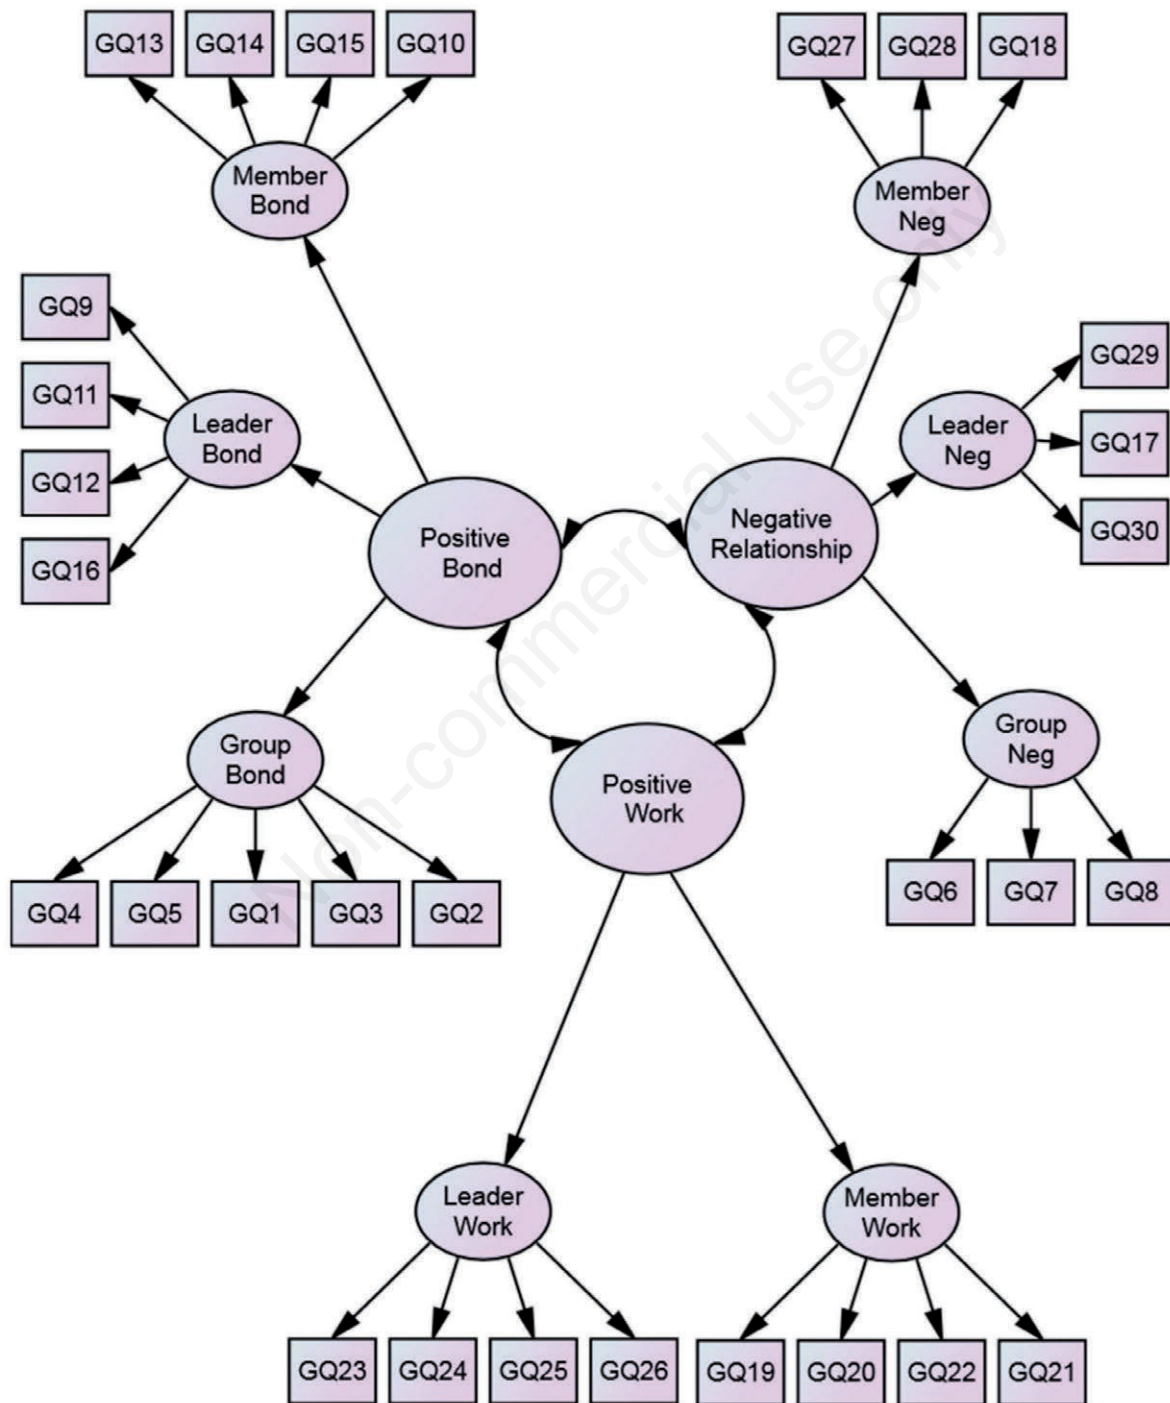 GQ13 GQ14 GQ15 GQ10
GQ27 GQ28 GQ18
Member
Bond
Member
Neg
GQ9
GQ11
GQ12
GQ16
Leader
Bond
GQ29
GQ17
GQ30
Leader
Neg
Positive
Bond
Negative
Relationship
Group
Bond
Positive
Work
Group
Neg
GQ4 GQ5 GQ1 GQ3 GQ2
GQ6 GQ7 GQ8
Leader
Work
Member
Work
GQ23 GQ24 GQ25 GQ26
GQ19 GQ20 GQ22 GQ21
Non-commercial use only